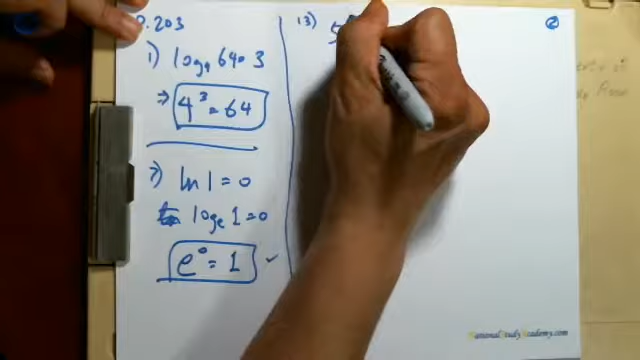 P.203
1) log₄ 64 = 3
⇒ 4³ = 64
7) ln 1 = 0
logₑ 1 = 0
e⁰ = 1 ✓
13) 5
2
NationalStudyAcademy.com